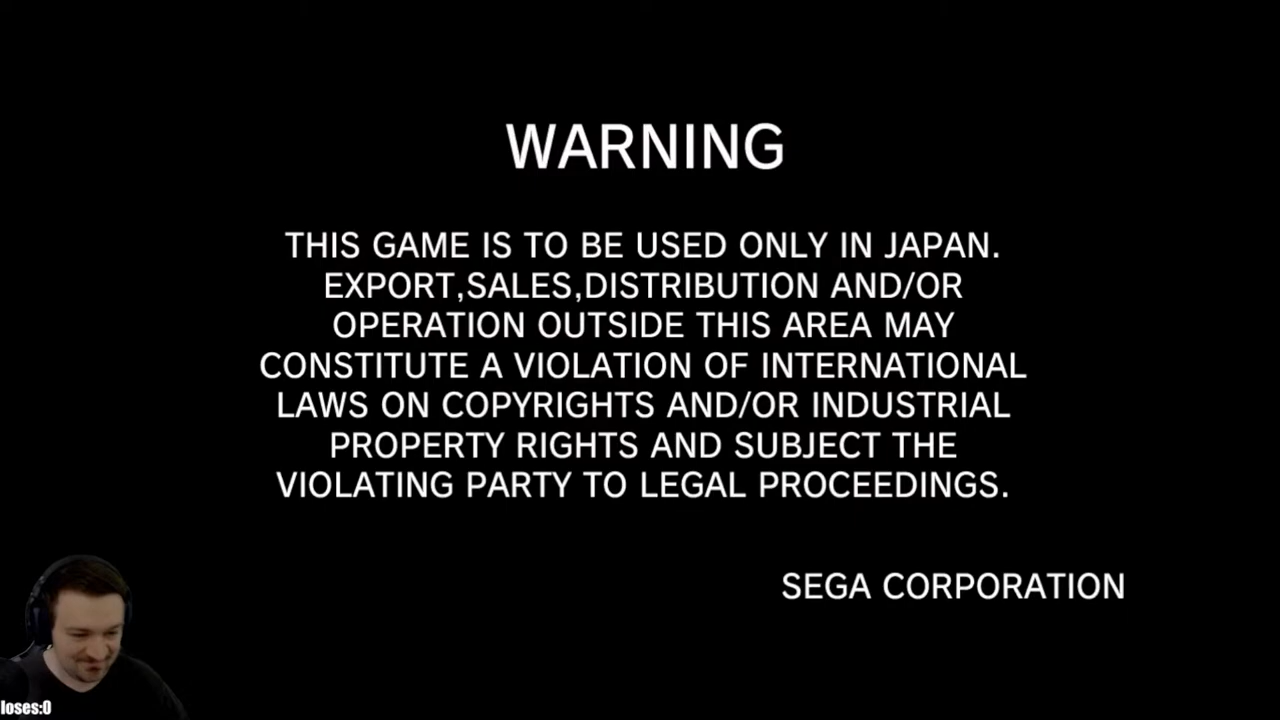 WARNING
THIS GAME IS TO BE USED ONLY IN JAPAN.
EXPORT,SALES,DISTRIBUTION AND/OR
OPERATION OUTSIDE THIS AREA MAY
CONSTITUTE A VIOLATION OF INTERNATIONAL
LAWS ON COPYRIGHTS AND/OR INDUSTRIAL
PROPERTY RIGHTS AND SUBJECT THE
VIOLATING PARTY TO LEGAL PROCEEDINGS.
SEGA CORPORATION
loses:0